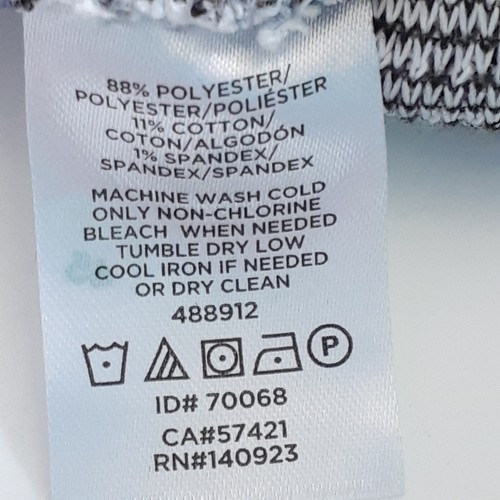 88% POLYESTER/
POLYESTER/POLIÉSTER
11% COTTON/
COTON/ALGODÓN
1% SPANDEX/
SPANDEX/SPANDEX
MACHINE WASH COLD
ONLY NON-CHLORINE
BLEACH WHEN NEEDED
TUMBLE DRY LOW
COOL IRON IF NEEDED
OR DRY CLEAN
488912
P
ID# 70068
CA#57421
RN#140923